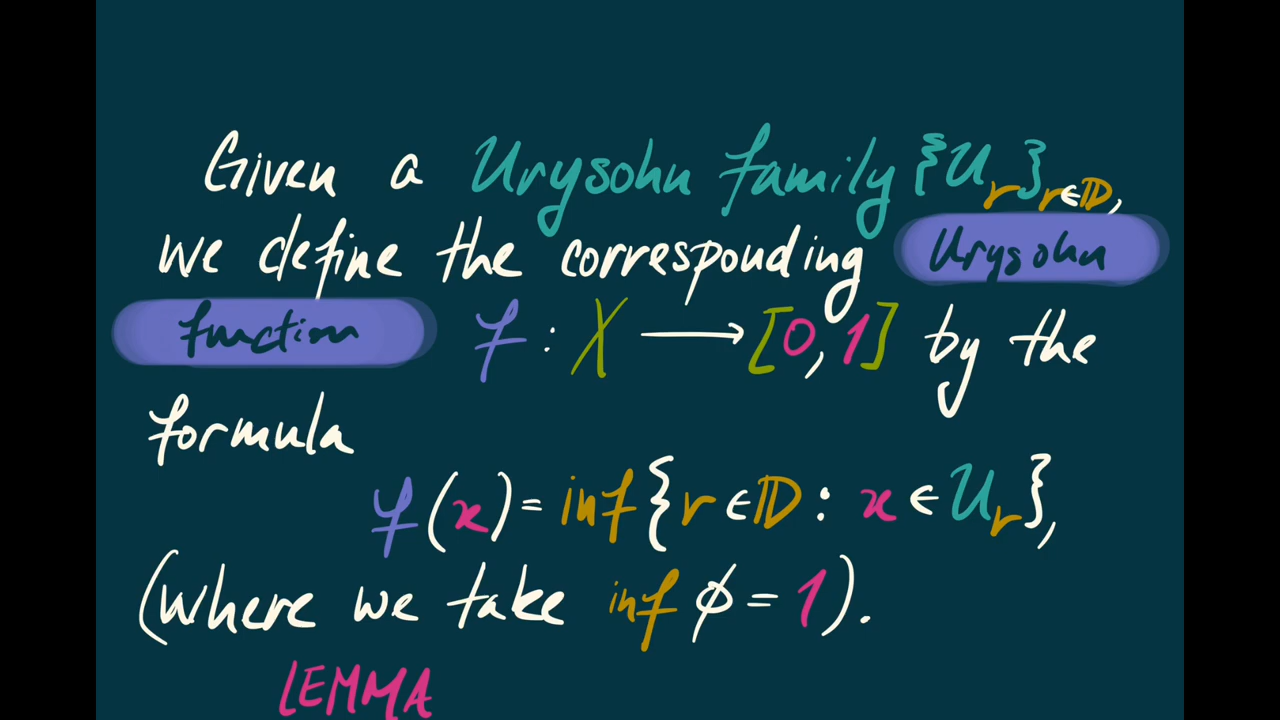 Given a Urysohn family {U_r}_{r∈𝔻},
we define the corresponding Urysohn
function f : X ⟶ [0,1] by the
formula
f(x) = inf{r∈𝔻 : x ∈ U_r},
(where we take inf ϕ = 1).
LEMMA